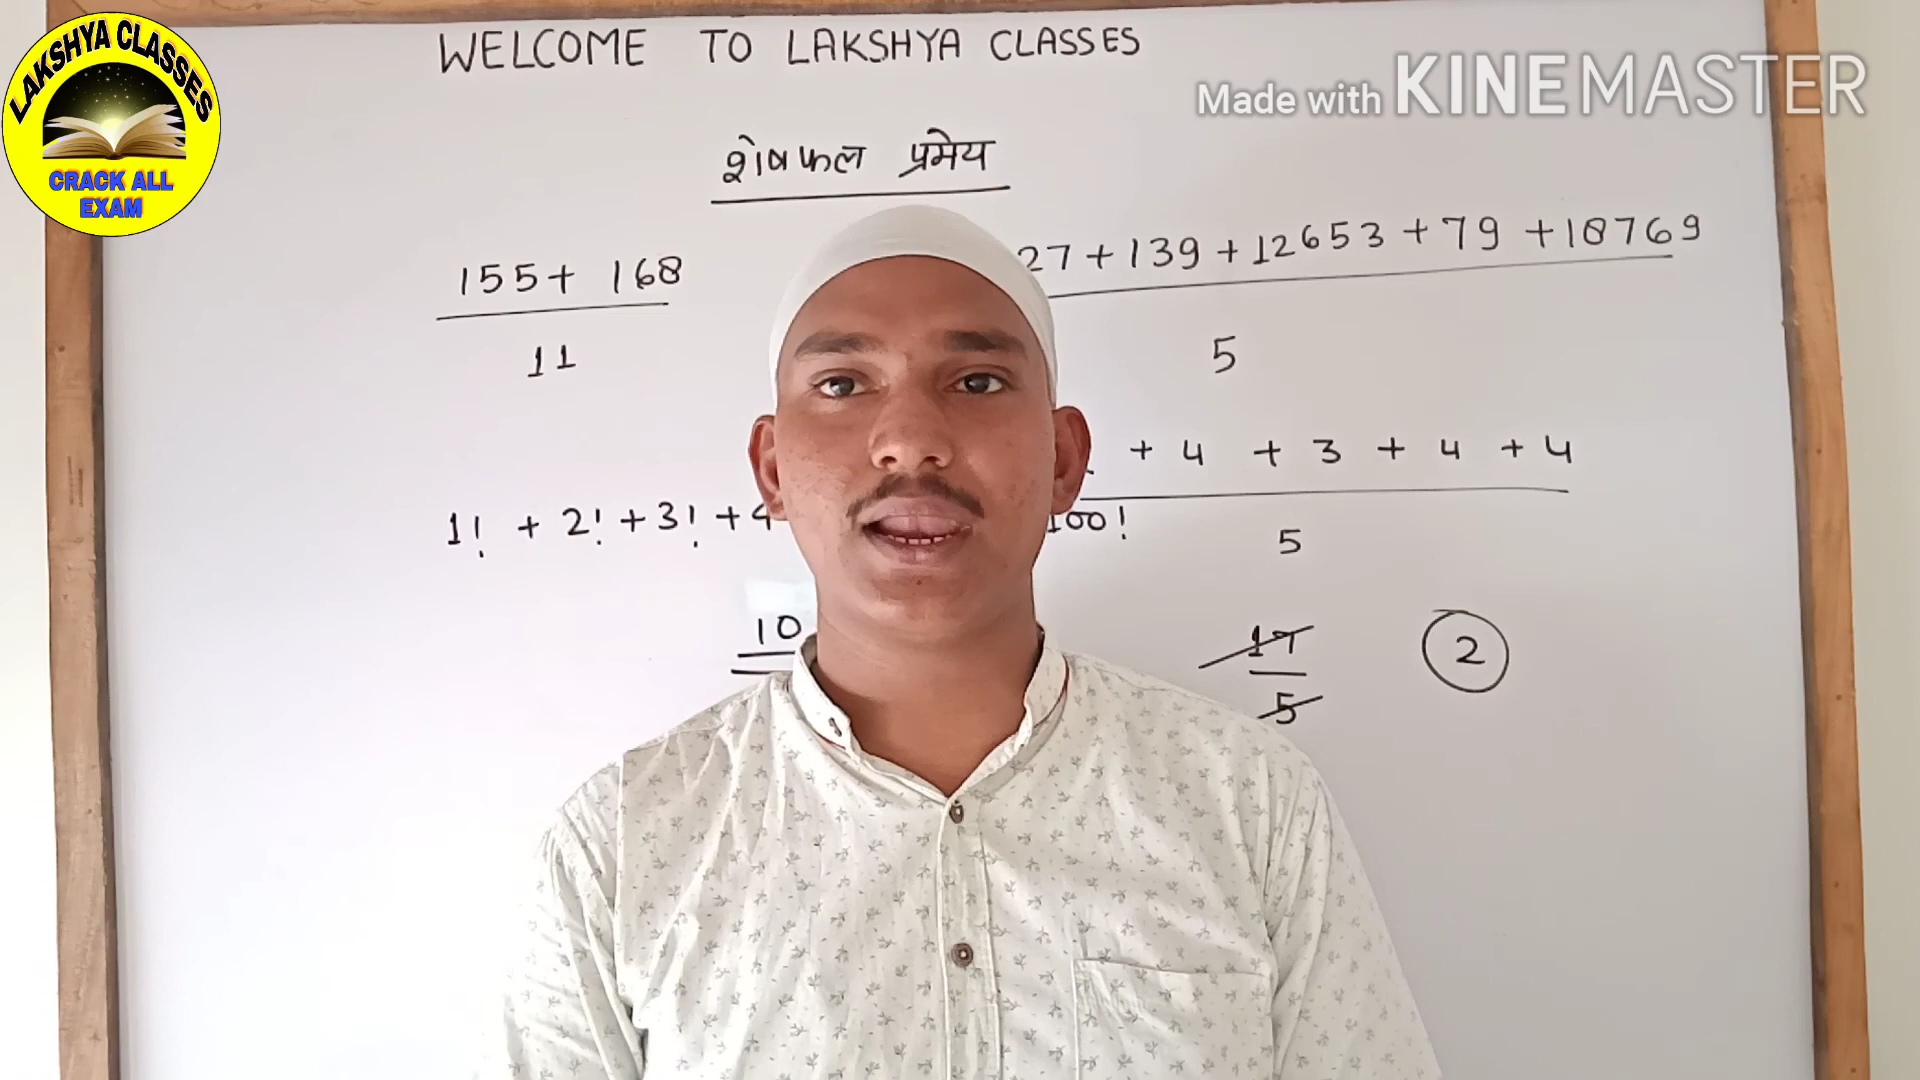 LAKSHYA CLASSES
CRACK ALL
EXAM
WELCOME TO LAKSHYA CLASSES
Made with KINEMASTER
शेषफल प्रमेय
155+ 168
11
27+139+12653+79+18769
5
+ 4 + 3 + 4 + 4
5
1! + 2! +3! +4
100!
10
17
5
2